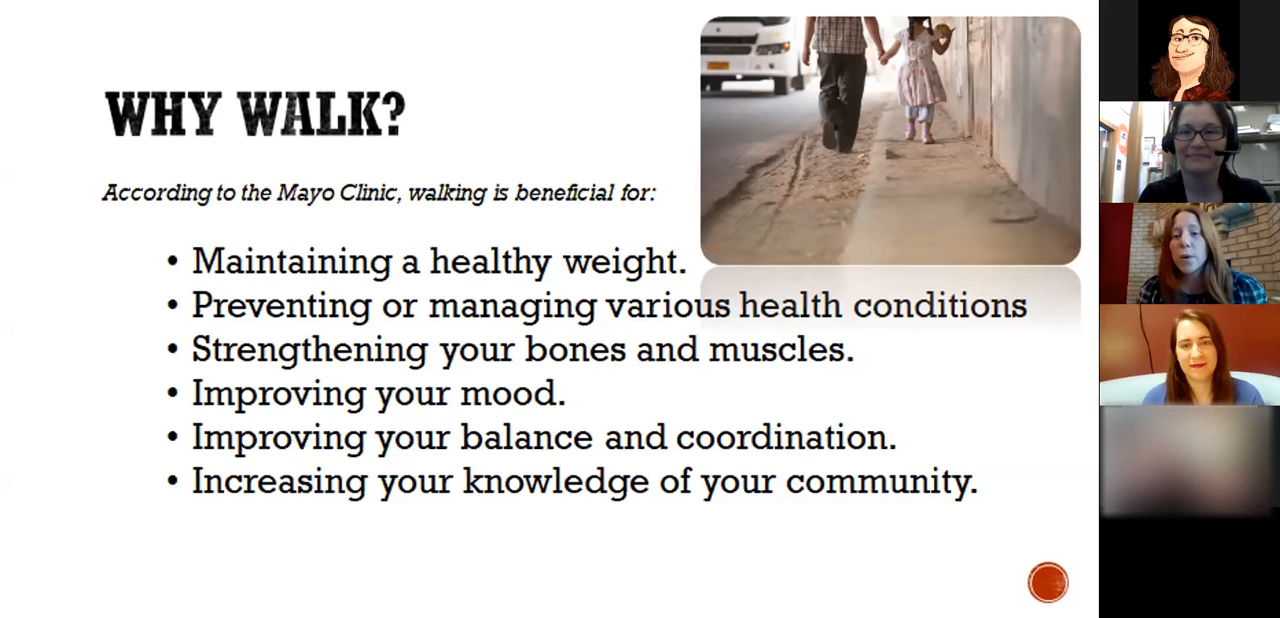 WHY WALK?
According to the Mayo Clinic, walking is beneficial for:
• Maintaining a healthy weight.
• Preventing or managing various health conditions
• Strengthening your bones and muscles.
• Improving your mood.
• Improving your balance and coordination.
• Increasing your knowledge of your community.